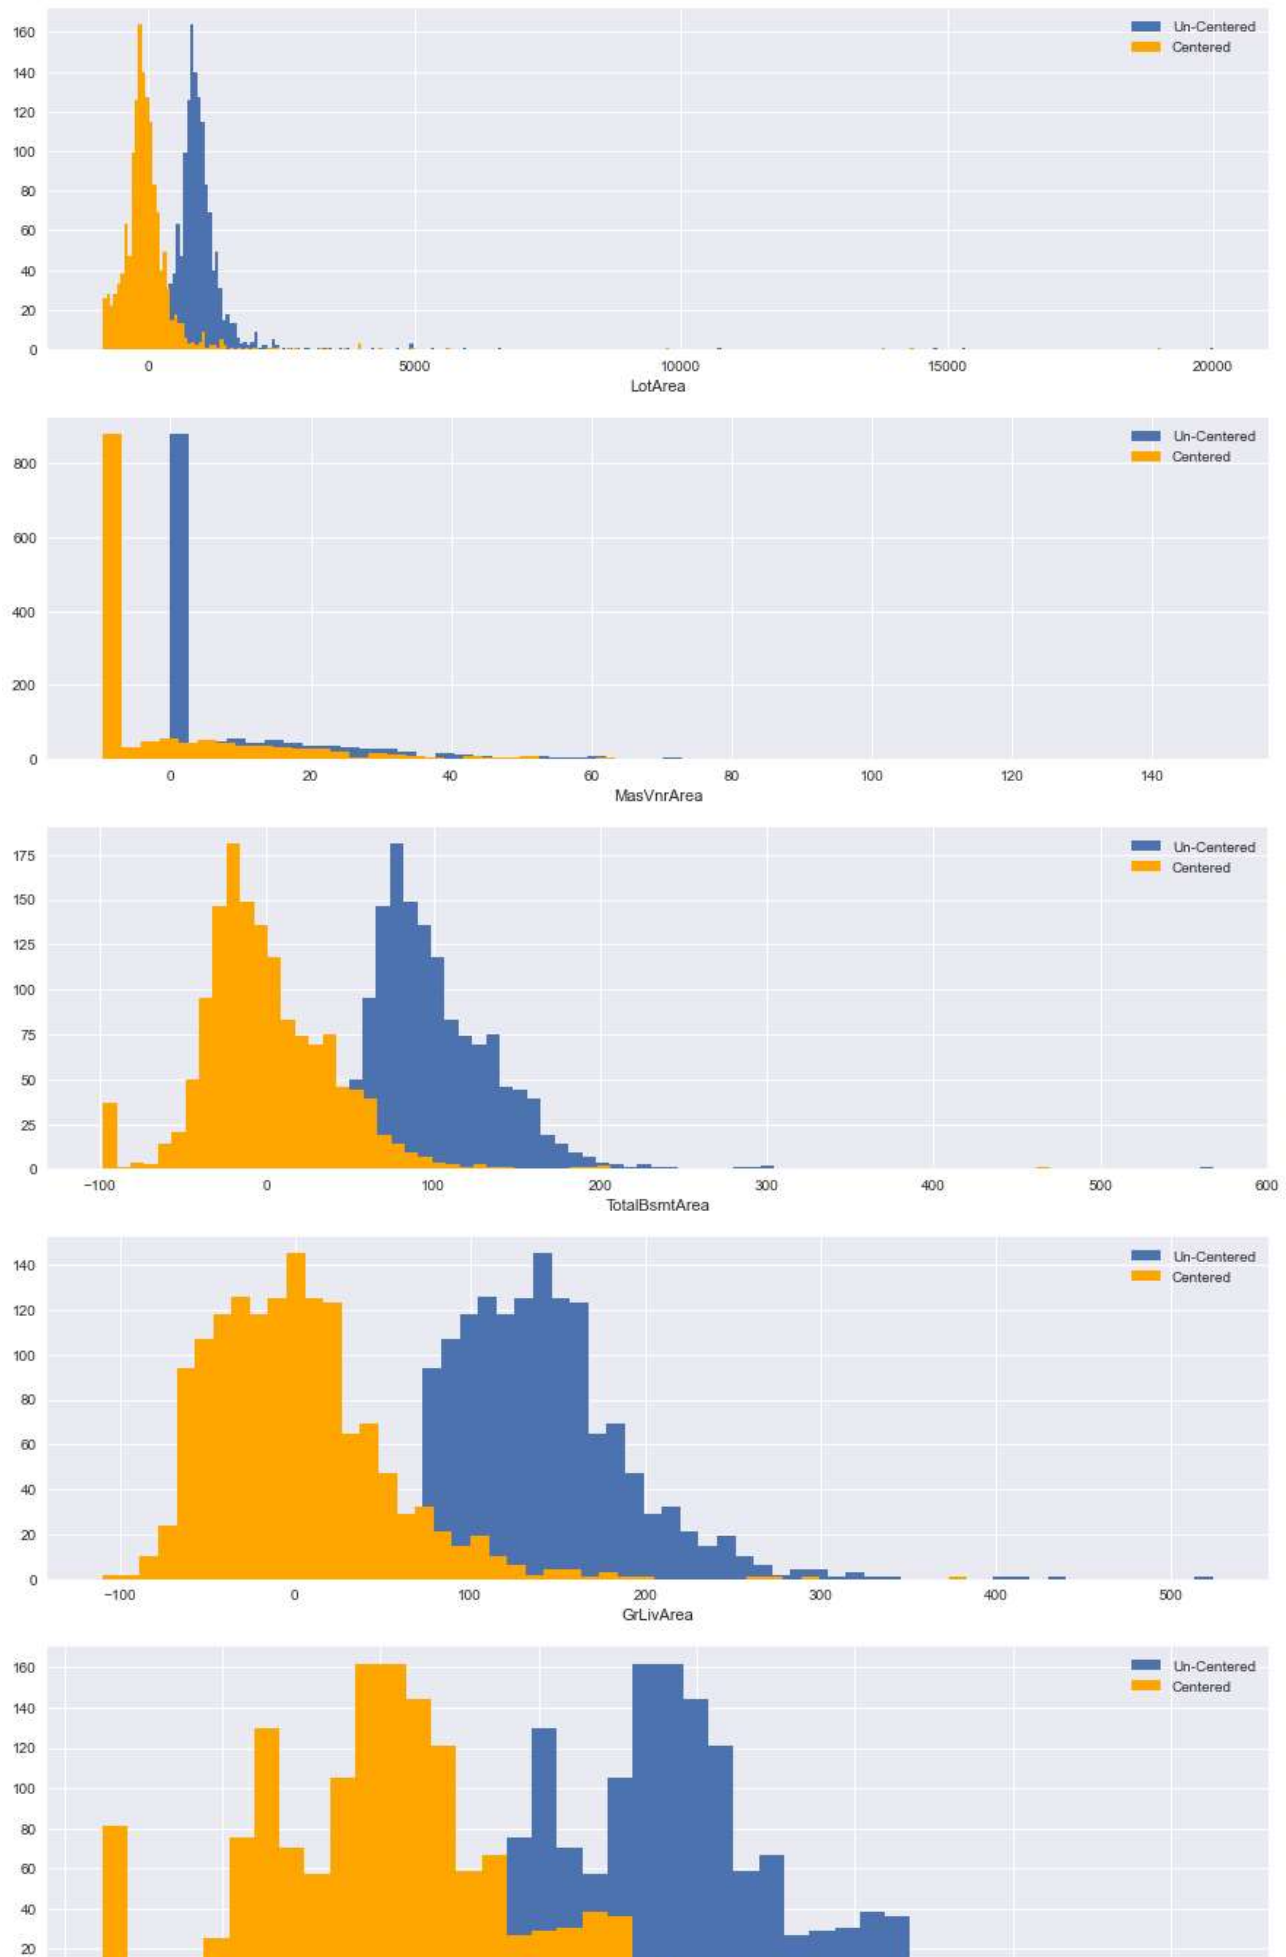 160
Un-Centered
Centered
140
120
100
80
60
40
20
0
0 5000 10000 15000 20000
LotArea
Un-Centered
Centered
800
600
400
200
0
0 20 40 60 80 100 120 140
MasVnrArea
Un-Centered
Centered
175
150
125
100
75
50
25
0
−100 0 100 200 300 400 500 600
TotalBsmtArea
Un-Centered
Centered
140
120
100
80
60
40
20
0
−100 0 100 200 300 400 500
GrLivArea
Un-Centered
Centered
160
140
120
100
80
60
40
20